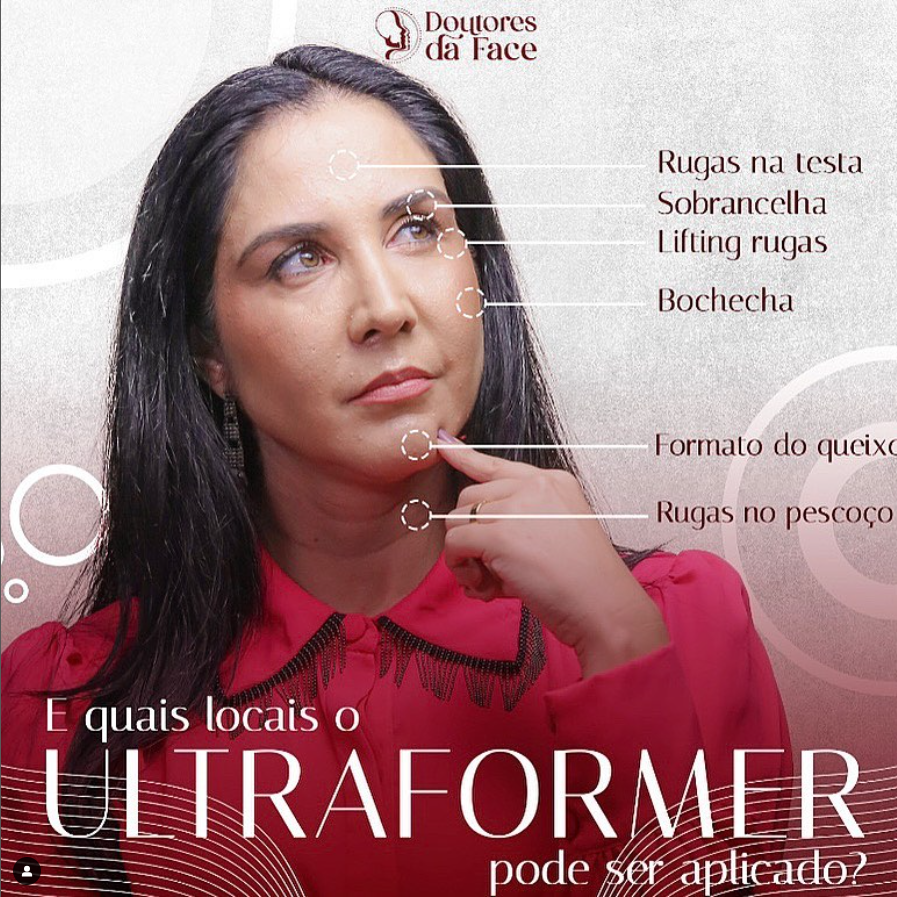 Doutores
da Face
Rugas na testa
Sobrancelha
Lifting rugas
Bochecha
Formato do queixo
Rugas no pescoço
E quais locais o
ULTRAFORMER
pode ser aplicado?